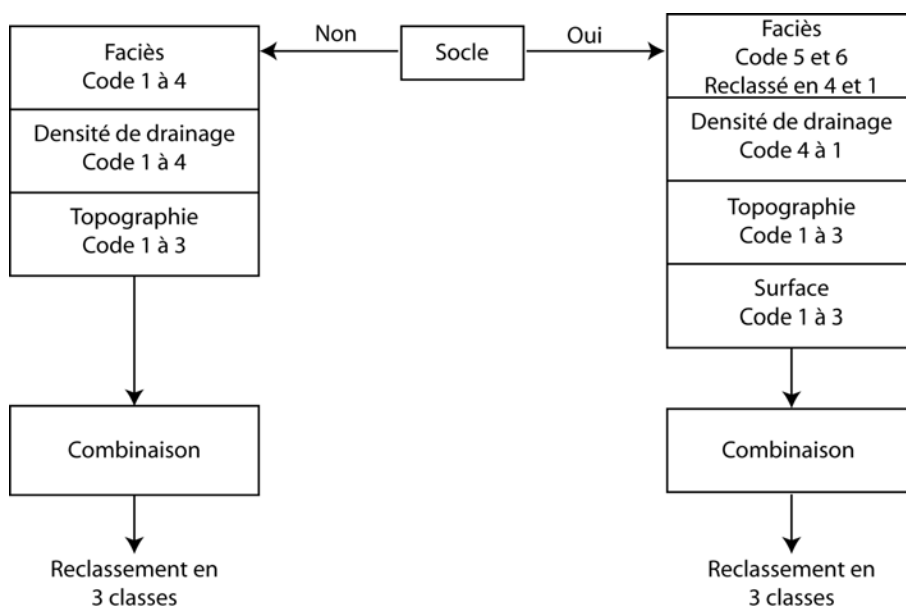 Socle
Non
Oui
Faciès
Code 1 à 4
Densité de drainage
Code 1 à 4
Topographie
Code 1 à 3
Combinaison
Reclassement en
3 classes
Faciès
Code 5 et 6
Reclassé en 4 et 1
Densité de drainage
Code 4 à 1
Topographie
Code 1 à 3
Surface
Code 1 à 3
Combinaison
Reclassement en
3 classes